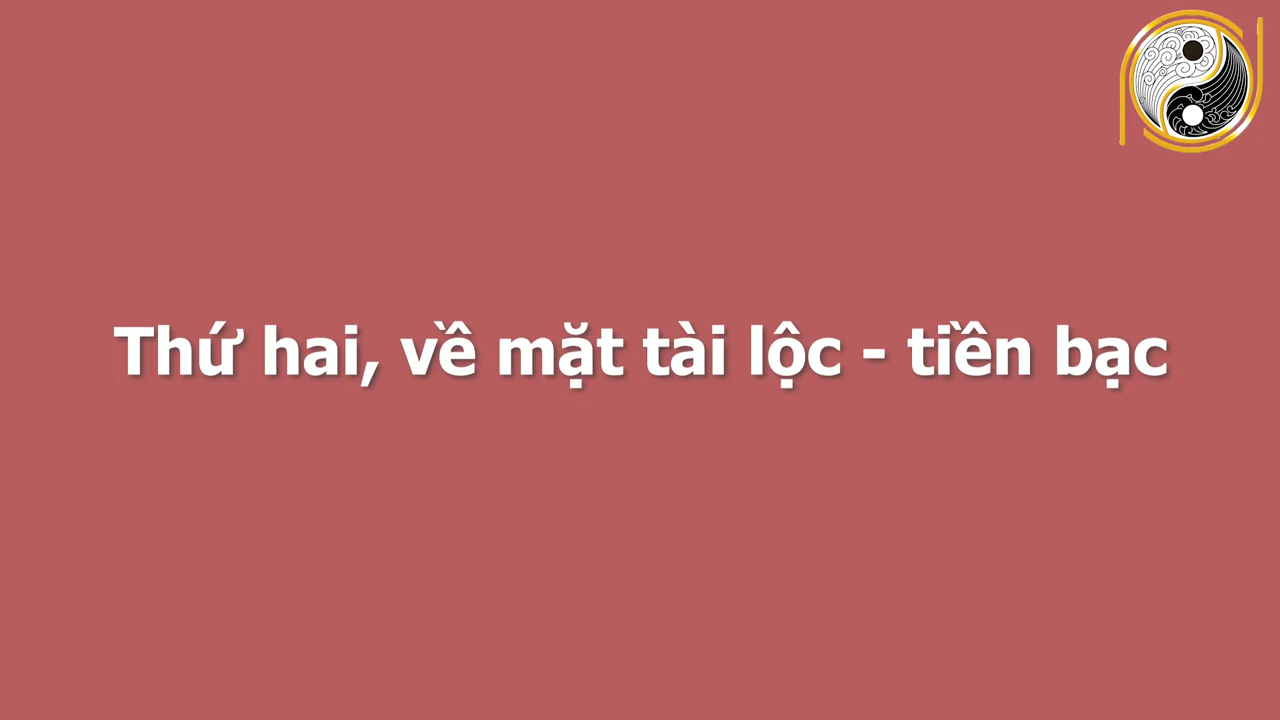 Thứ hai, về mặt tài lộc - tiền bạc